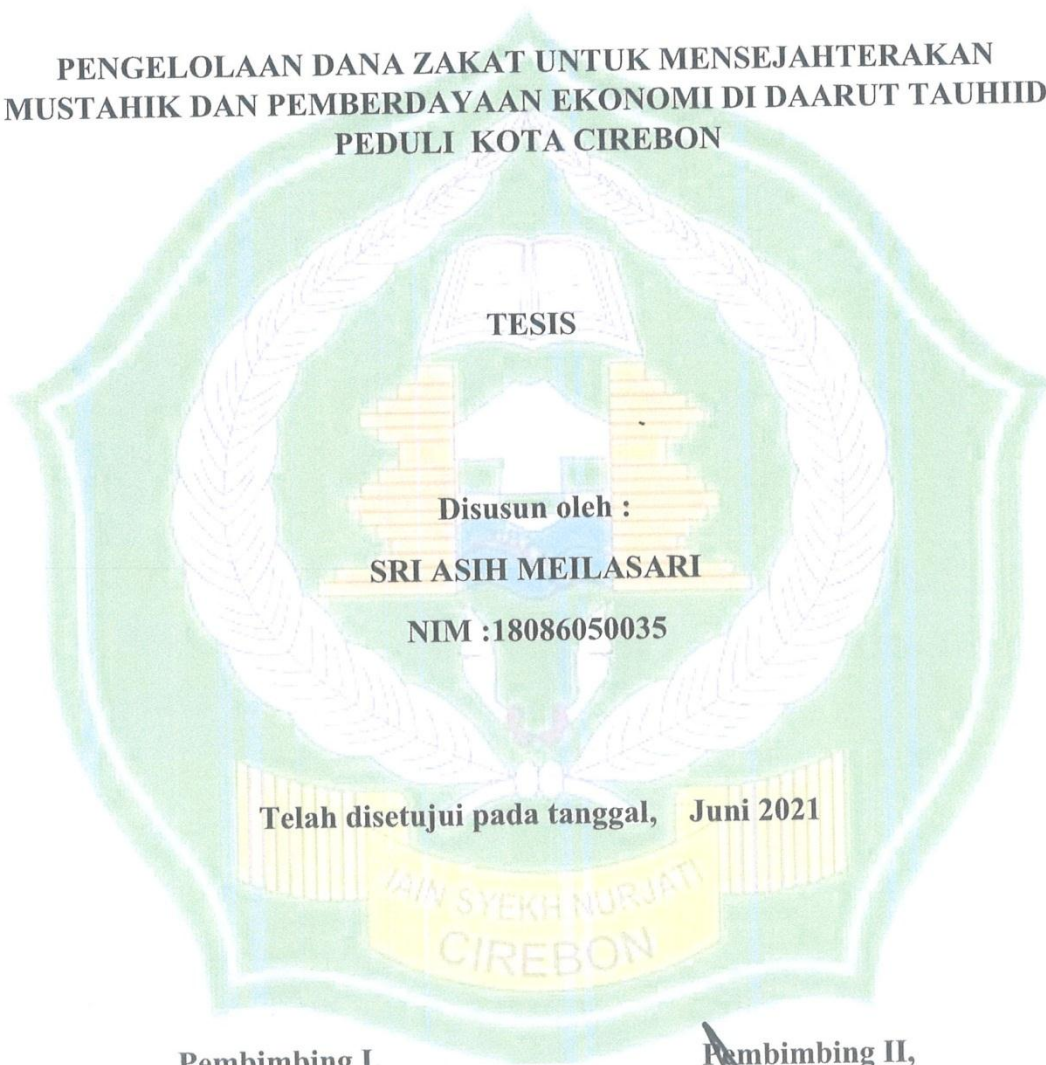 PENGELOLAAN DANA ZAKAT UNTUK MENSEJAHTERAKAN
MUSTAHIK DAN PEMBERDAYAAN EKONOMI DI DAARUT TAUHIID
PEDULI KOTA CIREBON
TESIS
Disusun oleh :
SRI ASIH MEILASARI
NIM :18086050035
Telah disetujui pada tanggal, Juni 2021
IAIN SYEKH NURJATI
CIREBON
Pembimbing I, Pembimbing II,